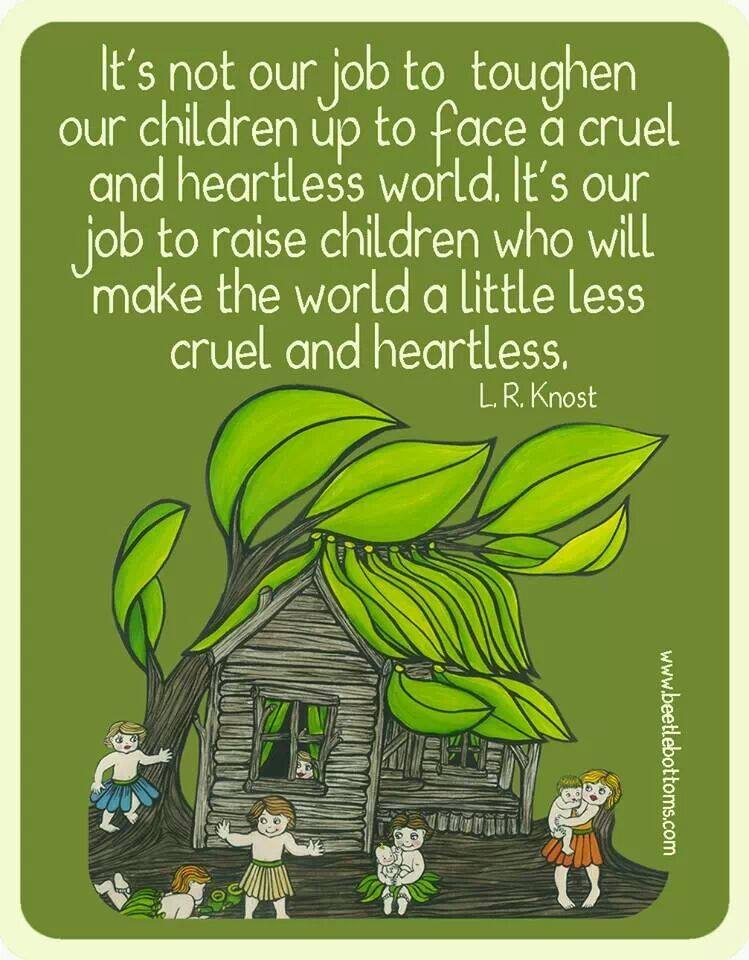 It's not our job to toughen
our children up to face a cruel
and heartless world. It's our
job to raise children who will
make the world a little less
cruel and heartless.
L. R. Knost
www.beetlebottoms.com